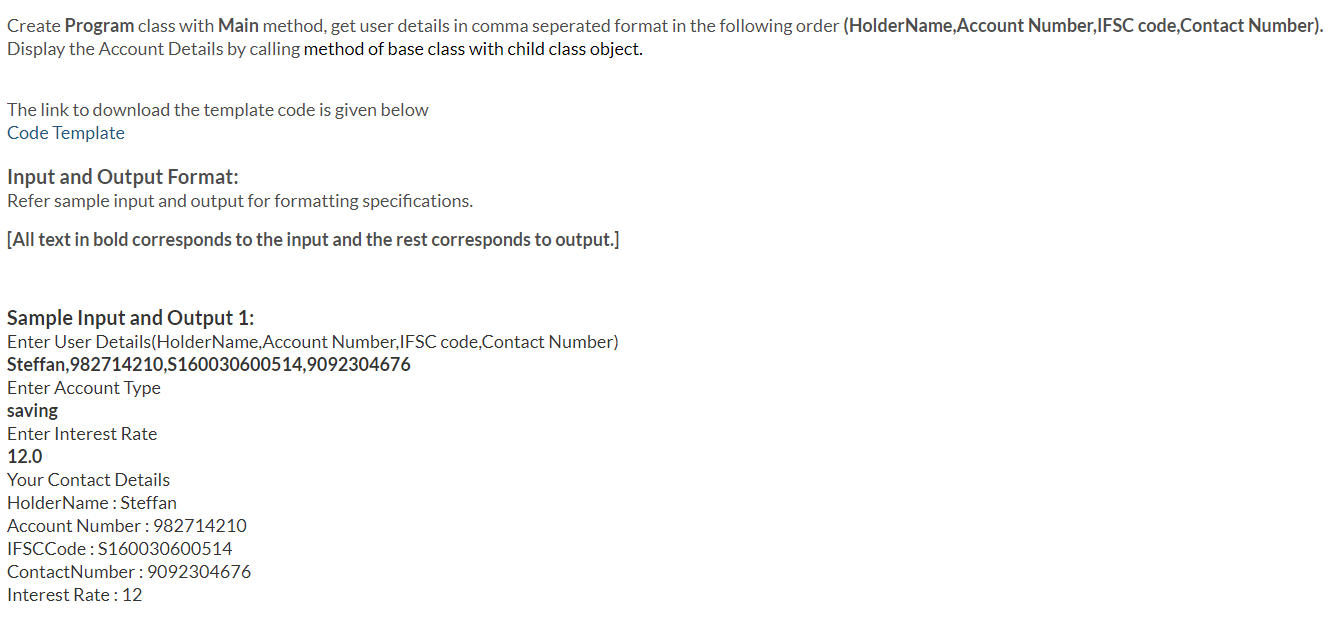 Create Program class with Main method, get user details in comma seperated format in the following order (HolderName,Account Number,IFSC code,Contact Number).
Display the Account Details by calling method of base class with child class object.
The link to download the template code is given below
Code Template
Input and Output Format:
Refer sample input and output for formatting specifications.
[All text in bold corresponds to the input and the rest corresponds to output.]
Sample Input and Output 1:
Enter User Details(HolderName,Account Number,IFSC code,Contact Number)
Steffan,982714210,S160030600514,9092304676
Enter Account Type
saving
Enter Interest Rate
12.0
Your Contact Details
HolderName : Steffan
Account Number : 982714210
IFSCCode : S160030600514
ContactNumber : 9092304676
Interest Rate : 12